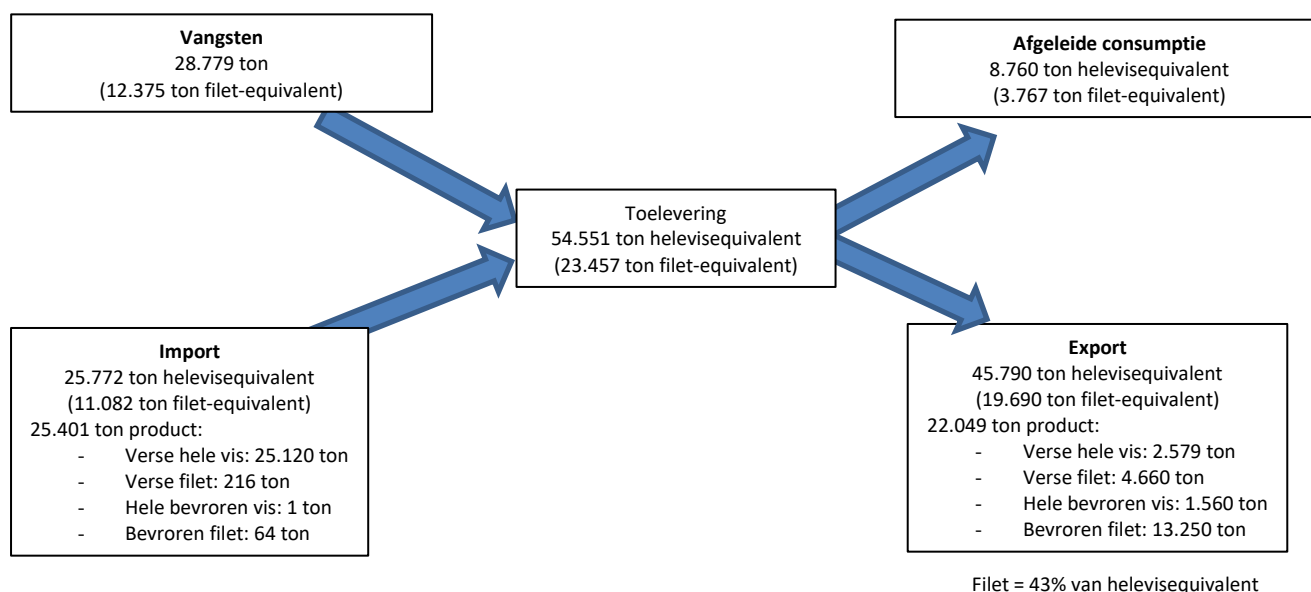 Vangsten
28.779 ton
(12.375 ton filet-equivalent)
Afgeleide consumptie
8.760 ton helevisequivalent
(3.767 ton filet-equivalent)
Toelevering
54.551 ton helevisequivalent
(23.457 ton filet-equivalent)
Import
25.772 ton helevisequivalent
(11.082 ton filet-equivalent)
25.401 ton product:
- Verse hele vis: 25.120 ton
- Verse filet: 216 ton
- Hele bevroren vis: 1 ton
- Bevroren filet: 64 ton
Export
45.790 ton helevisequivalent
(19.690 ton filet-equivalent)
22.049 ton product:
- Verse hele vis: 2.579 ton
- Verse filet: 4.660 ton
- Hele bevroren vis: 1.560 ton
- Bevroren filet: 13.250 ton
Filet = 43% van helevisequivalent